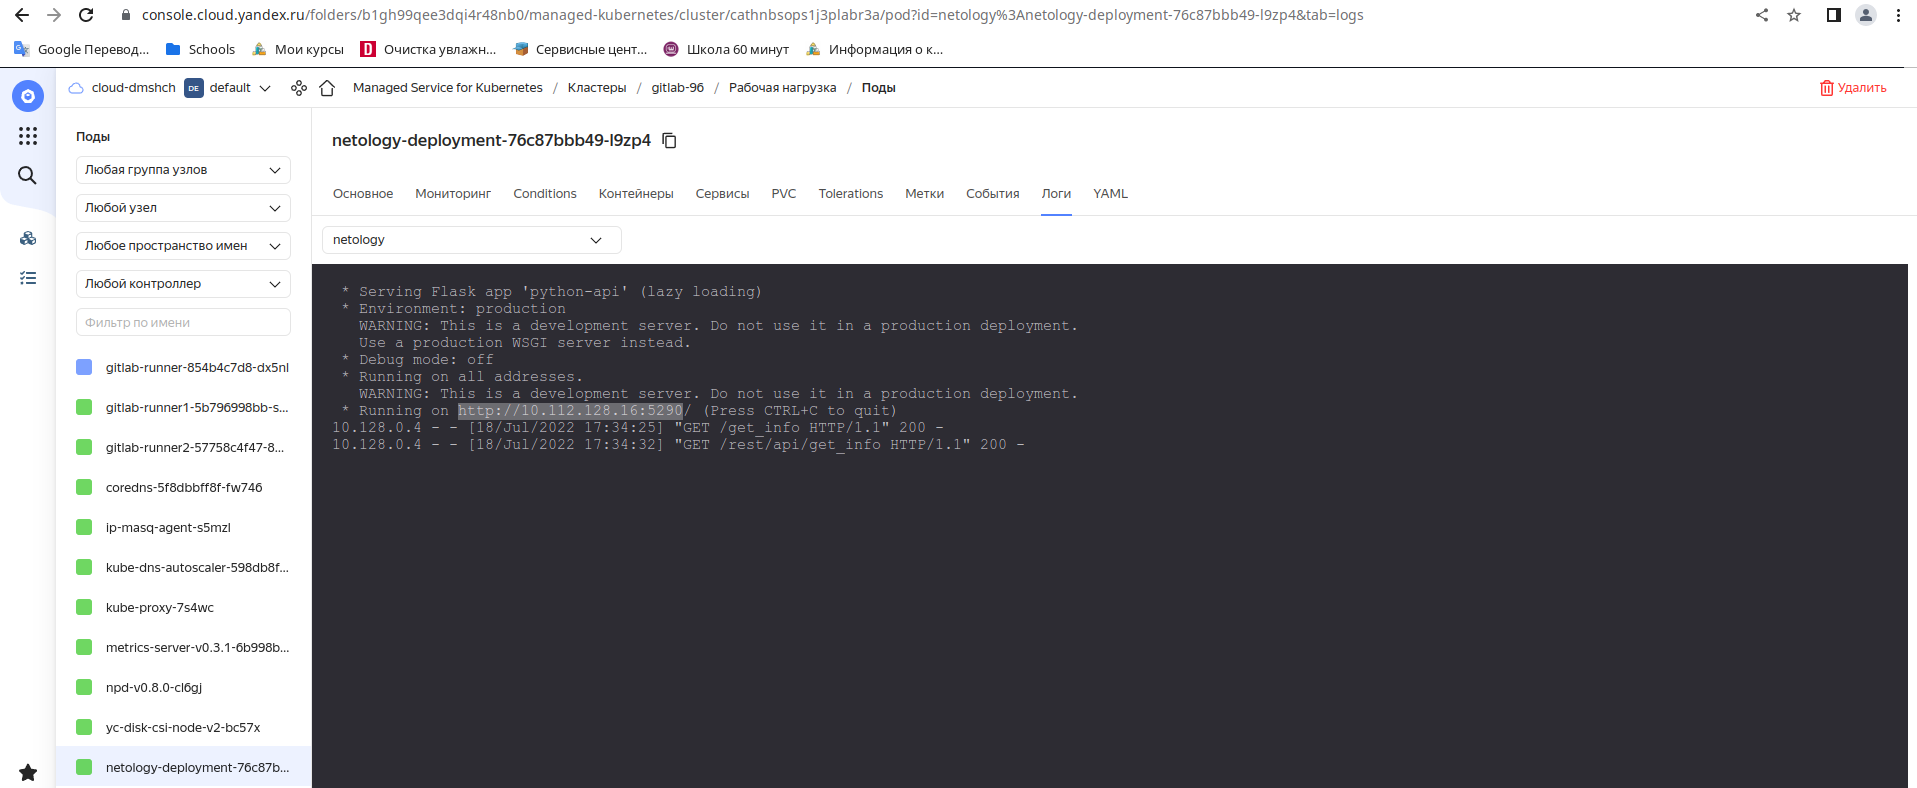 console.cloud.yandex.ru/folders/b1gh99qee3dqi4r48nb0/managed-kubernetes/cluster/cathnbsops1j3plabr3a/pod?id=netology%3Anetology-deployment-76c87bbb49-l9zp4&tab=logs
Google Перевод... Schools Мои курсы Очистка увлажн... Сервисные цент... Школа 60 минут Информация о к...
cloud-dmshch DE default Managed Service for Kubernetes / Кластеры / gitlab-96 / Рабочая нагрузка / Поды Удалить
Поды
Любая группа узлов
Любой узел
Любое пространство имен
Любой контроллер
Фильтр по имени
gitlab-runner-854b4c7d8-dx5nl
gitlab-runner1-5b796998bb-s...
gitlab-runner2-57758c4f47-8...
coredns-5f8dbbff8f-fw746
ip-masq-agent-s5mzl
kube-dns-autoscaler-598db8f...
kube-proxy-7s4wc
metrics-server-v0.3.1-6b998b...
npd-v0.8.0-cl6gj
yc-disk-csi-node-v2-bc57x
netology-deployment-76c87b...
netology-deployment-76c87bbb49-l9zp4
Основное Мониторинг Conditions Контейнеры Сервисы PVC Tolerations Метки События Логи YAML
netology
* Serving Flask app 'python-api' (lazy loading)
* Environment: production
WARNING: This is a development server. Do not use it in a production deployment.
Use a production WSGI server instead.
* Debug mode: off
* Running on all addresses.
WARNING: This is a development server. Do not use it in a production deployment.
* Running on http://10.112.128.16:5290/ (Press CTRL+C to quit)
10.128.0.4 - - [18/Jul/2022 17:34:25] "GET /get_info HTTP/1.1" 200 -
10.128.0.4 - - [18/Jul/2022 17:34:32] "GET /rest/api/get_info HTTP/1.1" 200 -